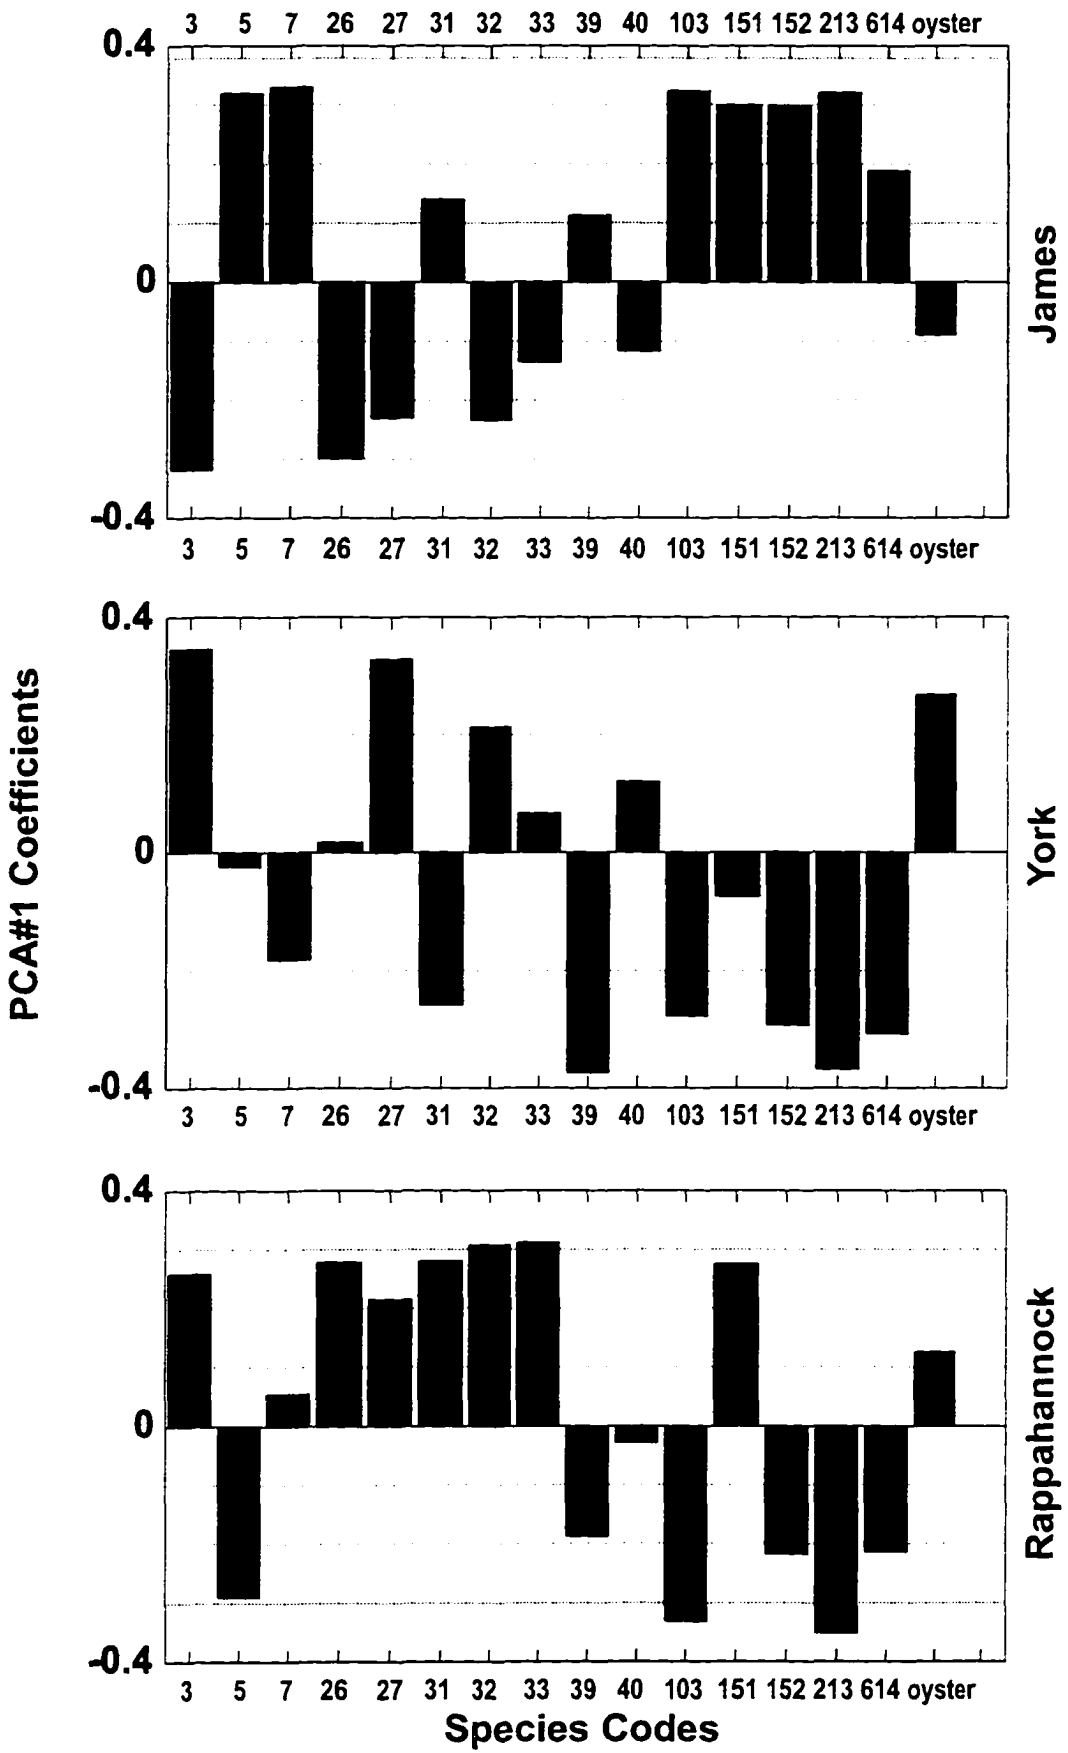 3 5 7 26 27 31 32 33 39 40 103 151 152 213 614 oyster
0.4
0
-0.4
James
3 5 7 26 27 31 32 33 39 40 103 151 152 213 614 oyster
PCA#1 Coefficients
0.4
0
-0.4
York
3 5 7 26 27 31 32 33 39 40 103 151 152 213 614 oyster
0.4
0
-0.4
Rappahannock
3 5 7 26 27 31 32 33 39 40 103 151 152 213 614 oyster
Species Codes